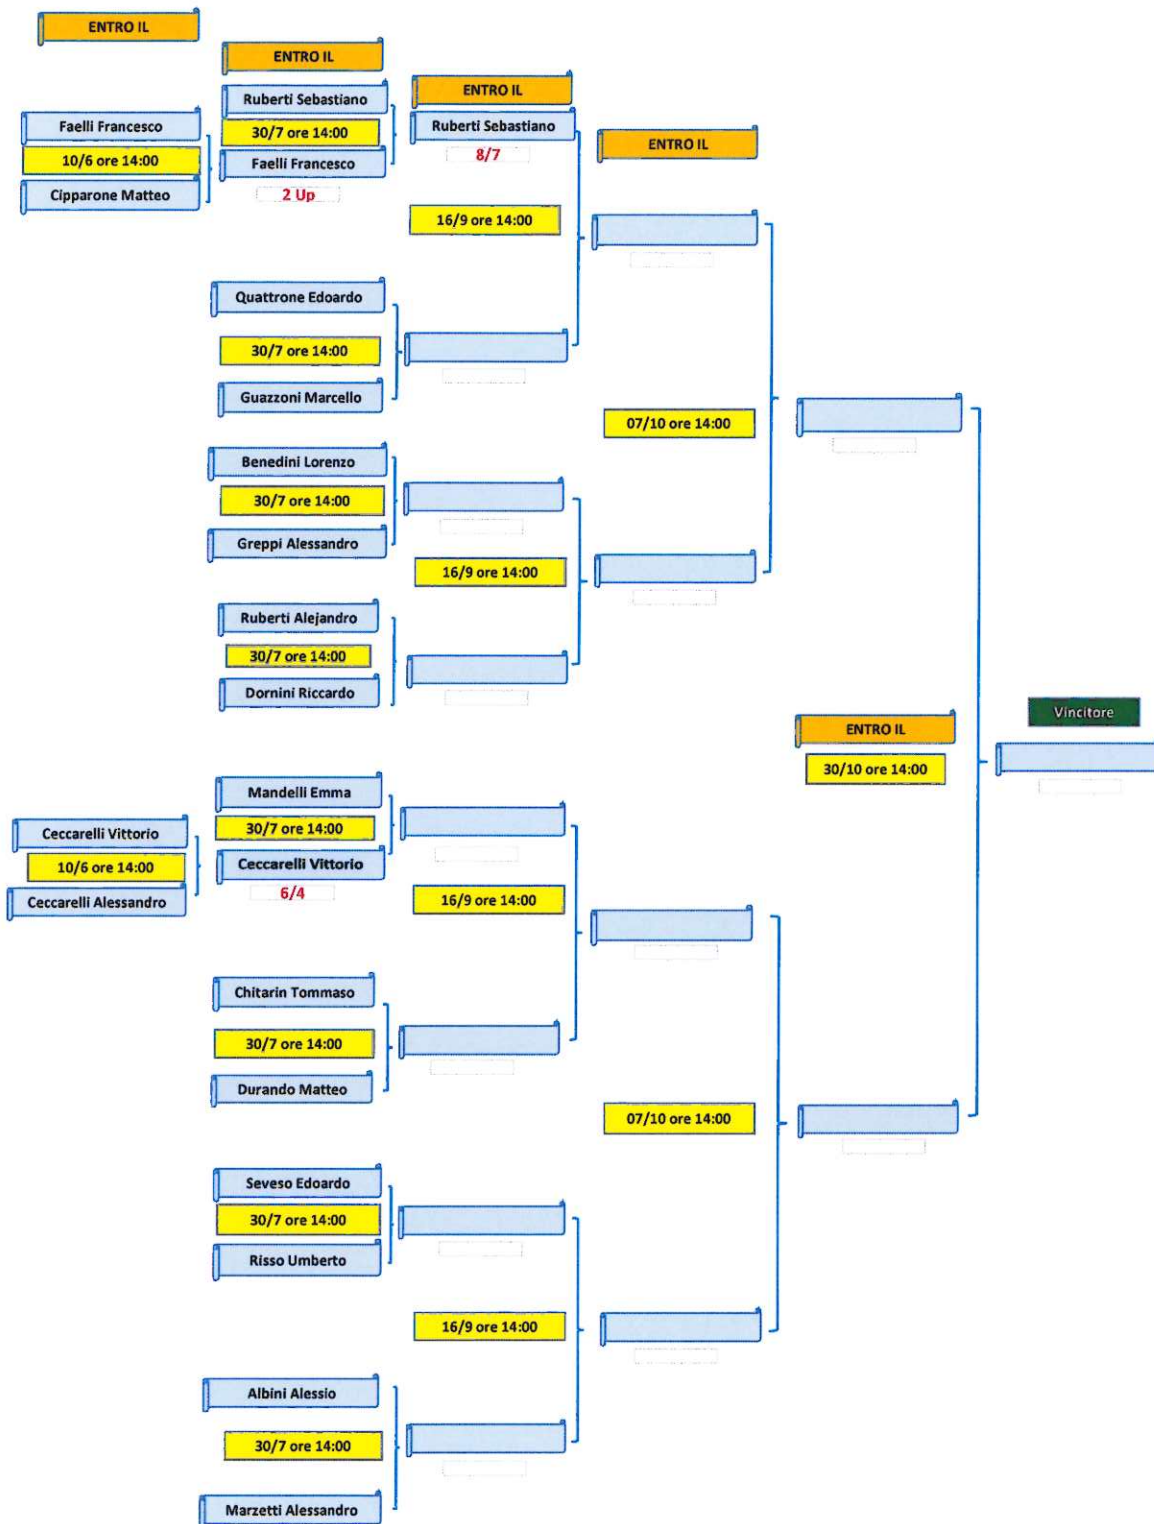 ENTRO IL
ENTRO IL
ENTRO IL
ENTRO IL
Faelli Francesco
10/6 ore 14:00
Cipparone Matteo
Ruberti Sebastiano
30/7 ore 14:00
Faelli Francesco
2 Up
Ruberti Sebastiano
8/7
16/9 ore 14:00
Quattrone Edoardo
30/7 ore 14:00
Guazzoni Marcello
07/10 ore 14:00
Benedini Lorenzo
30/7 ore 14:00
Greppi Alessandro
16/9 ore 14:00
Ruberti Alejandro
30/7 ore 14:00
Dornini Riccardo
Vincitore
ENTRO IL
30/10 ore 14:00
Mandelli Emma
30/7 ore 14:00
Ceccarelli Vittorio
6/4
Ceccarelli Vittorio
10/6 ore 14:00
Ceccarelli Alessandro
16/9 ore 14:00
Chitarin Tommaso
30/7 ore 14:00
Durando Matteo
07/10 ore 14:00
Seveso Edoardo
30/7 ore 14:00
Risso Umberto
16/9 ore 14:00
Albini Alessio
30/7 ore 14:00
Marzetti Alessandro